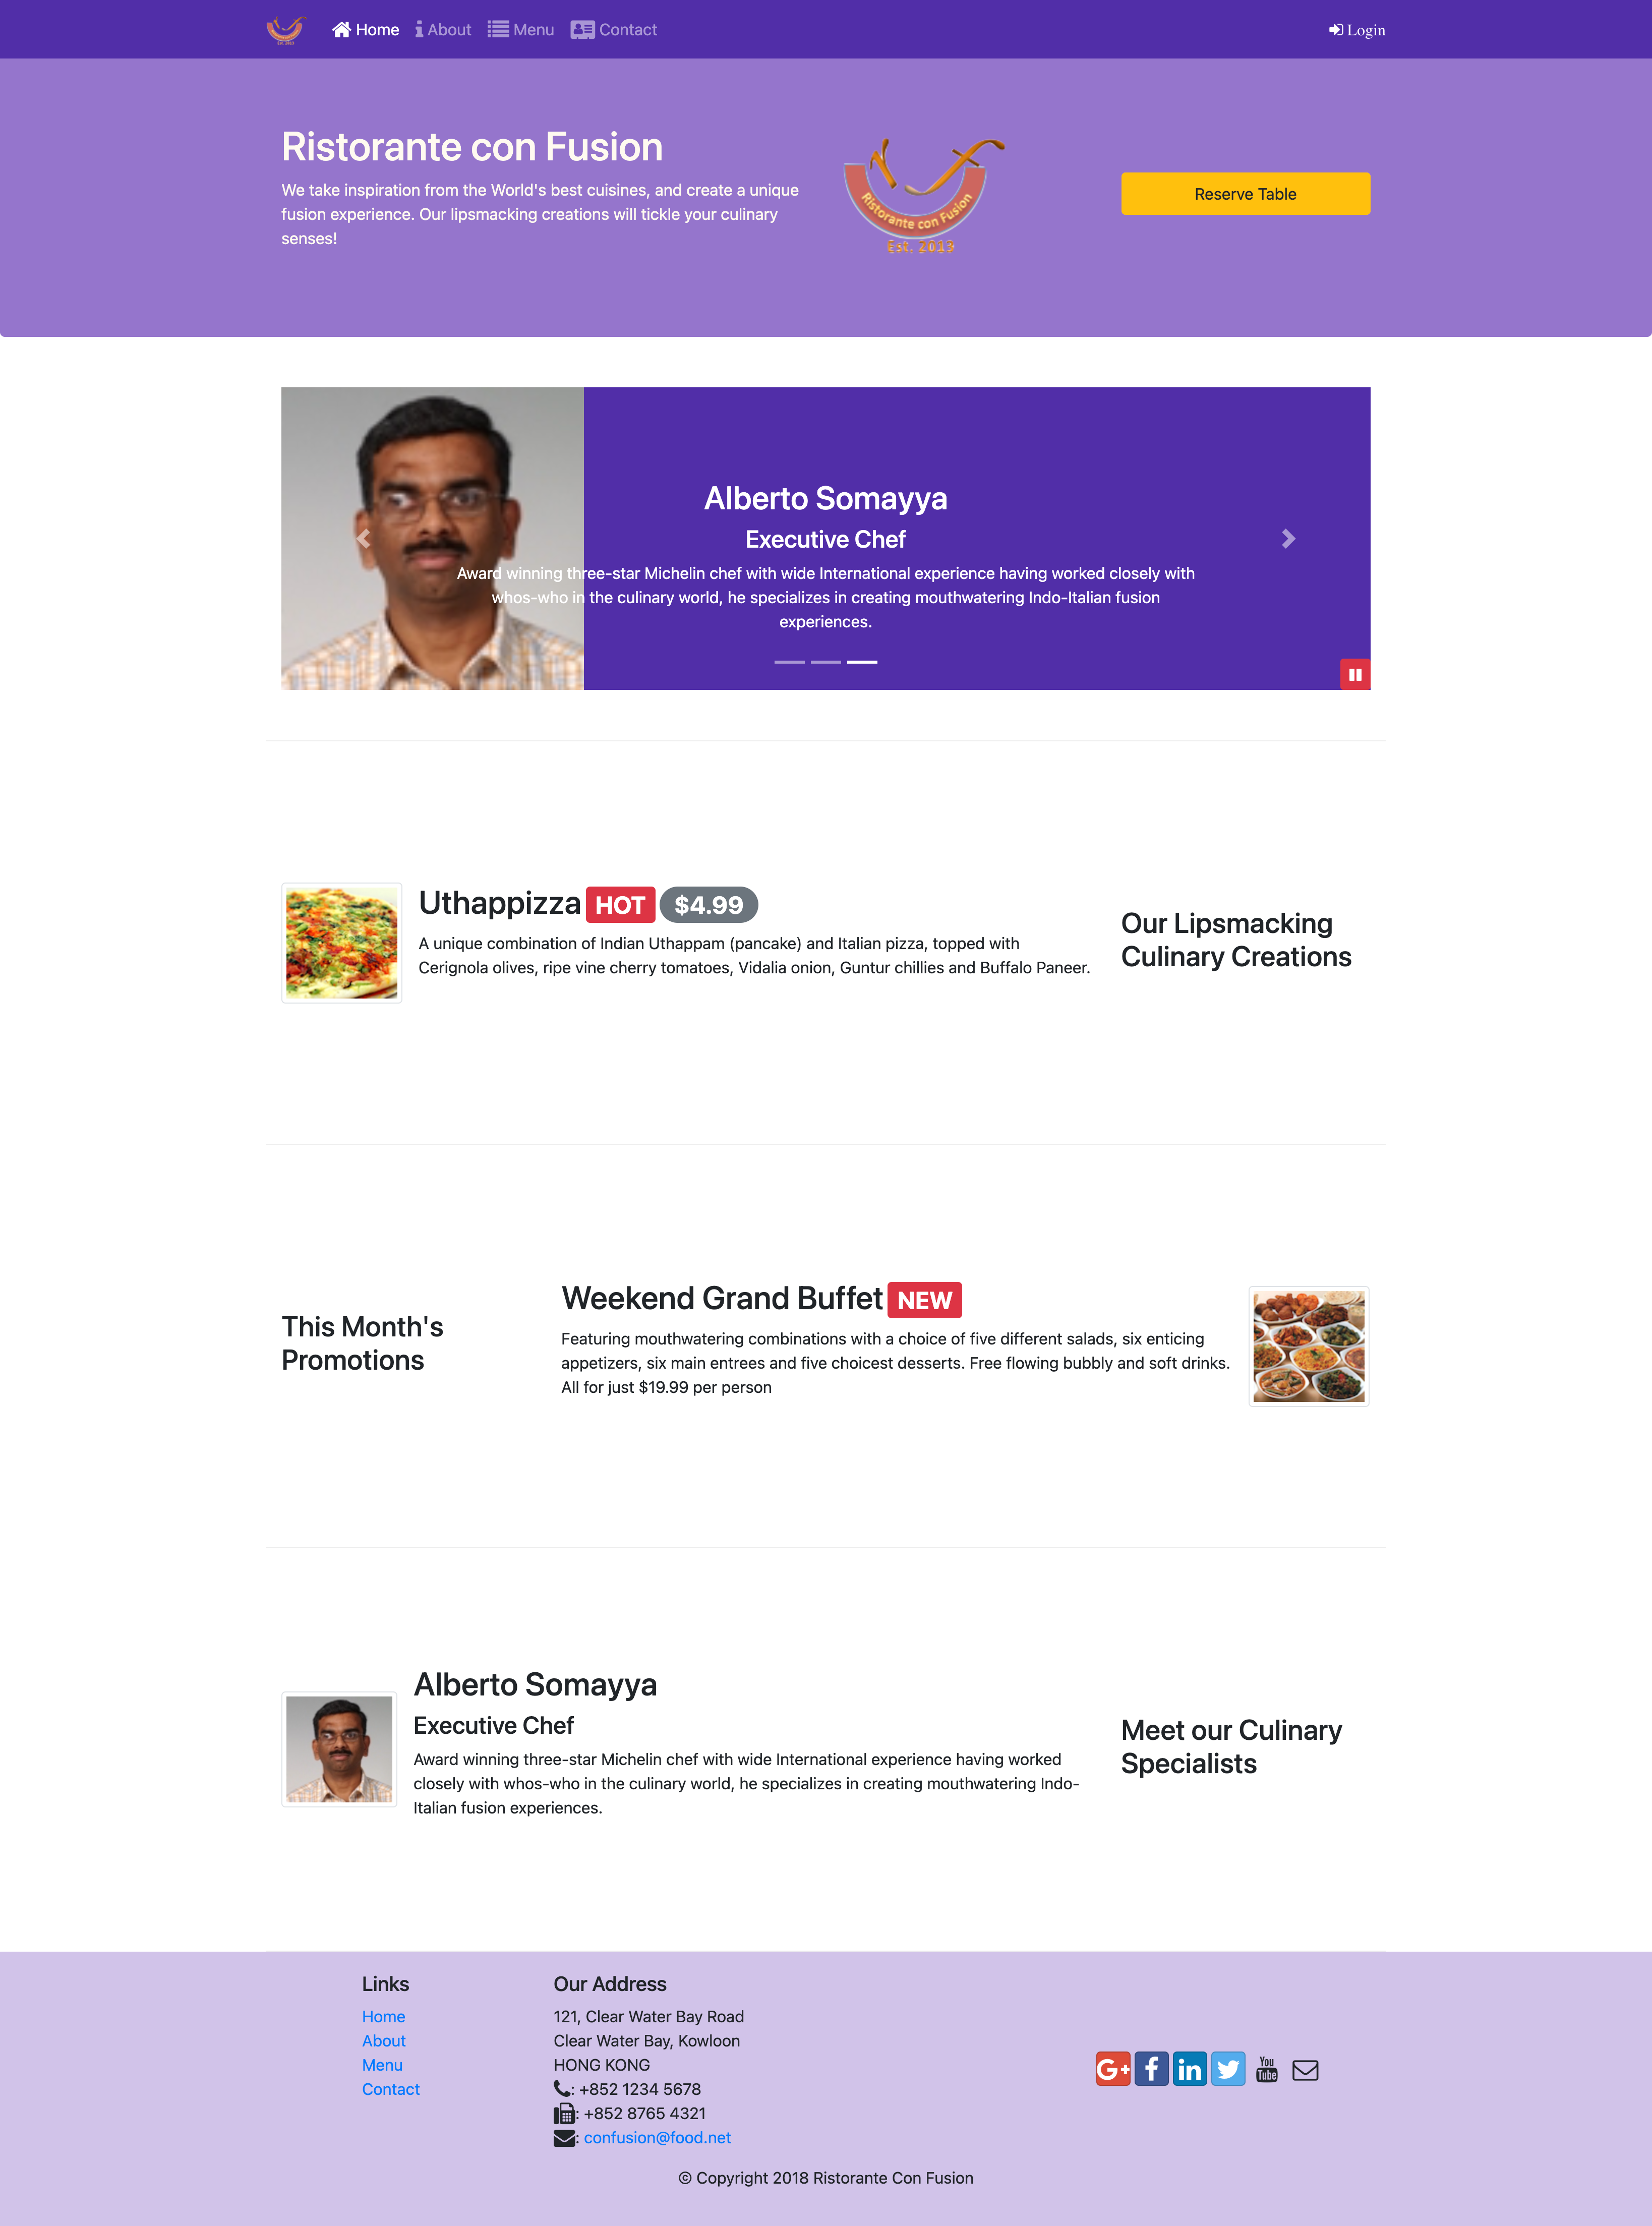 Home About Menu Contact Login
Ristorante con Fusion
We take inspiration from the World's best cuisines, and create a unique
fusion experience. Our lipsmacking creations will tickle your culinary
senses!
Ristorante con Fusion
Est. 2013
Reserve Table
Alberto Somayya
Executive Chef
Award winning three-star Michelin chef with wide International experience having worked closely with
whos-who in the culinary world, he specializes in creating mouthwatering Indo-Italian fusion
experiences.
Uthappizza HOT $4.99
A unique combination of Indian Uthappam (pancake) and Italian pizza, topped with
Cerignola olives, ripe vine cherry tomatoes, Vidalia onion, Guntur chillies and Buffalo Paneer.
Our Lipsmacking
Culinary Creations
This Month's
Promotions
Weekend Grand Buffet NEW
Featuring mouthwatering combinations with a choice of five different salads, six enticing
appetizers, six main entrees and five choicest desserts. Free flowing bubbly and soft drinks.
All for just $19.99 per person
Alberto Somayya
Executive Chef
Award winning three-star Michelin chef with wide International experience having worked
closely with whos-who in the culinary world, he specializes in creating mouthwatering Indo-
Italian fusion experiences.
Meet our Culinary
Specialists
Links
Home
About
Menu
Contact
Our Address
121, Clear Water Bay Road
Clear Water Bay, Kowloon
HONG KONG
: +852 1234 5678
: +852 8765 4321
: confusion@food.net
G+ f in You Tube
© Copyright 2018 Ristorante Con Fusion